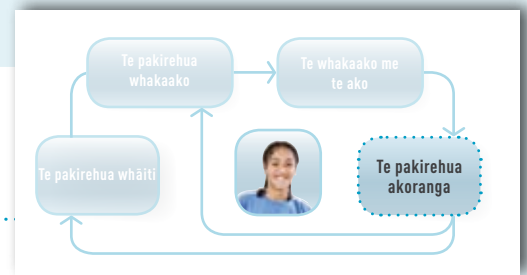 Te pakirehua
whakaako
Te whakaako me
te ako
Te pakirehua whāiti
Te pakirehua
akoranga